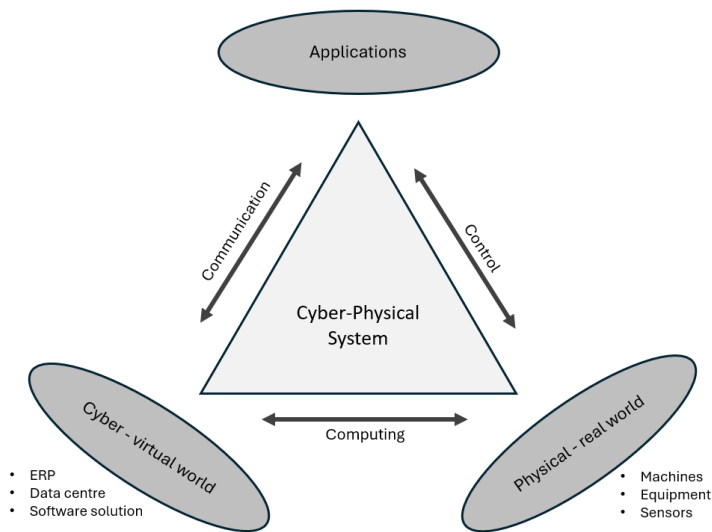 Applications
Communication
Control
Cyber-Physical
System
Cyber - virtual world
Computing
Physical - real world
• ERP
• Data centre
• Software solution
• Machines
• Equipment
• Sensors